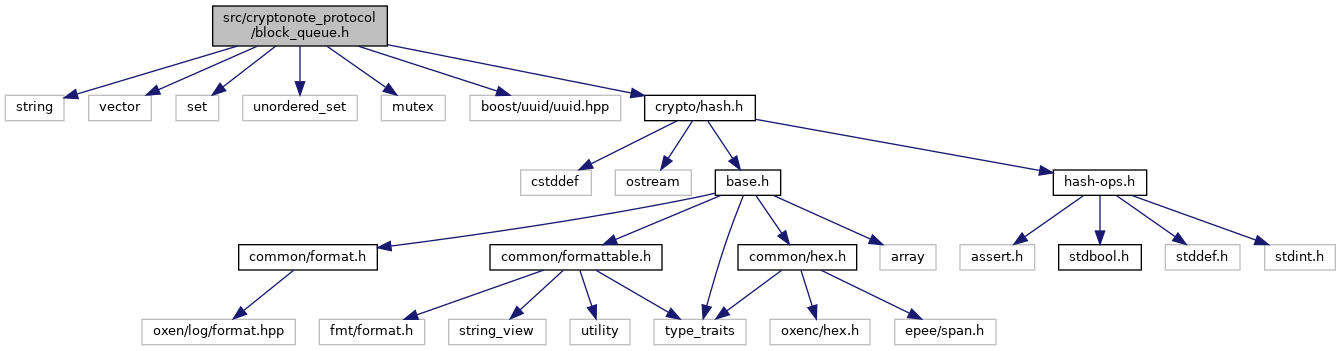 src/cryptonote_protocol
/block_queue.h
string
vector
set
unordered_set
mutex
boost/uuid/uuid.hpp
crypto/hash.h
cstddef
ostream
base.h
hash-ops.h
common/format.h
common/formattable.h
common/hex.h
array
assert.h
stdbool.h
stddef.h
stdint.h
oxen/log/format.hpp
fmt/format.h
string_view
utility
type_traits
oxenc/hex.h
epee/span.h